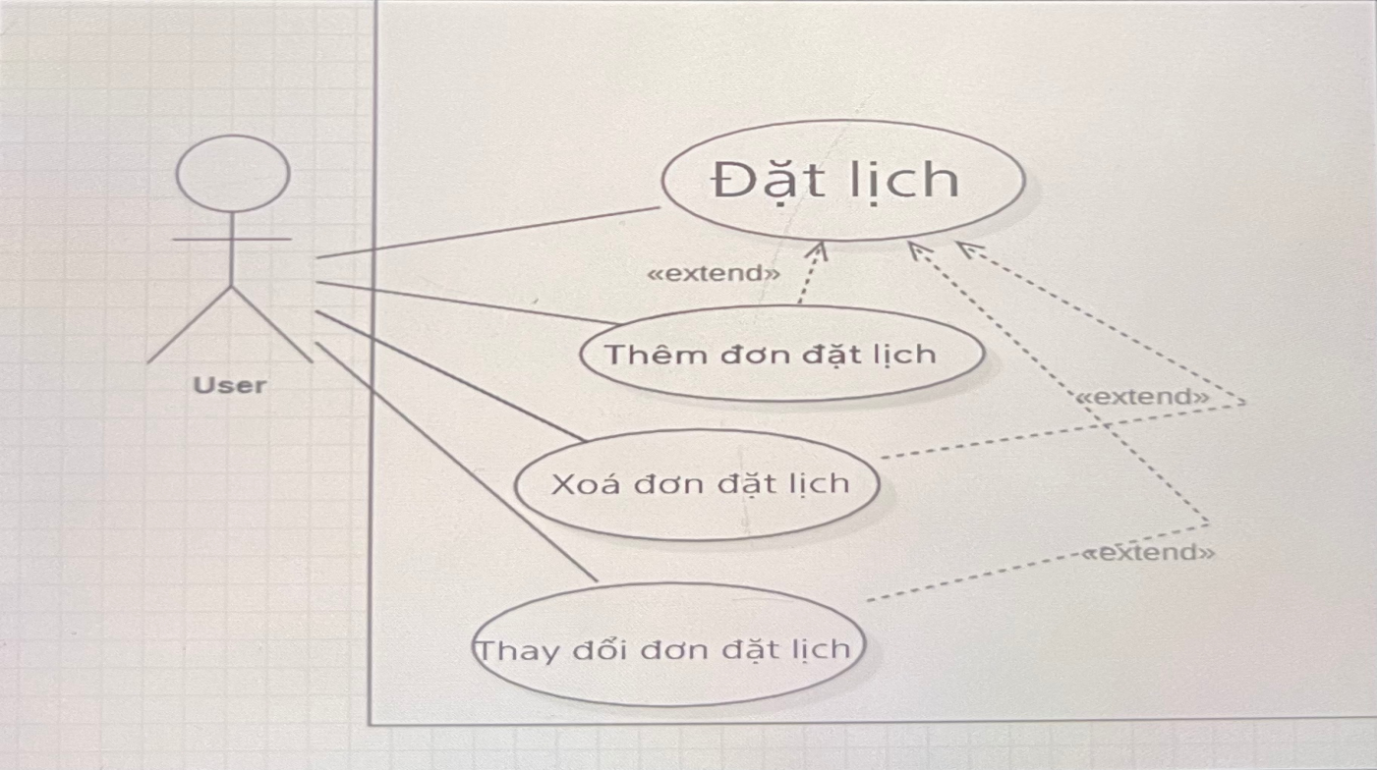 Đặt lịch
«extend»
Thêm đơn đặt lịch
User
«extend»
Xoá đơn đặt lịch
«extend»
Thay đổi đơn đặt lịch